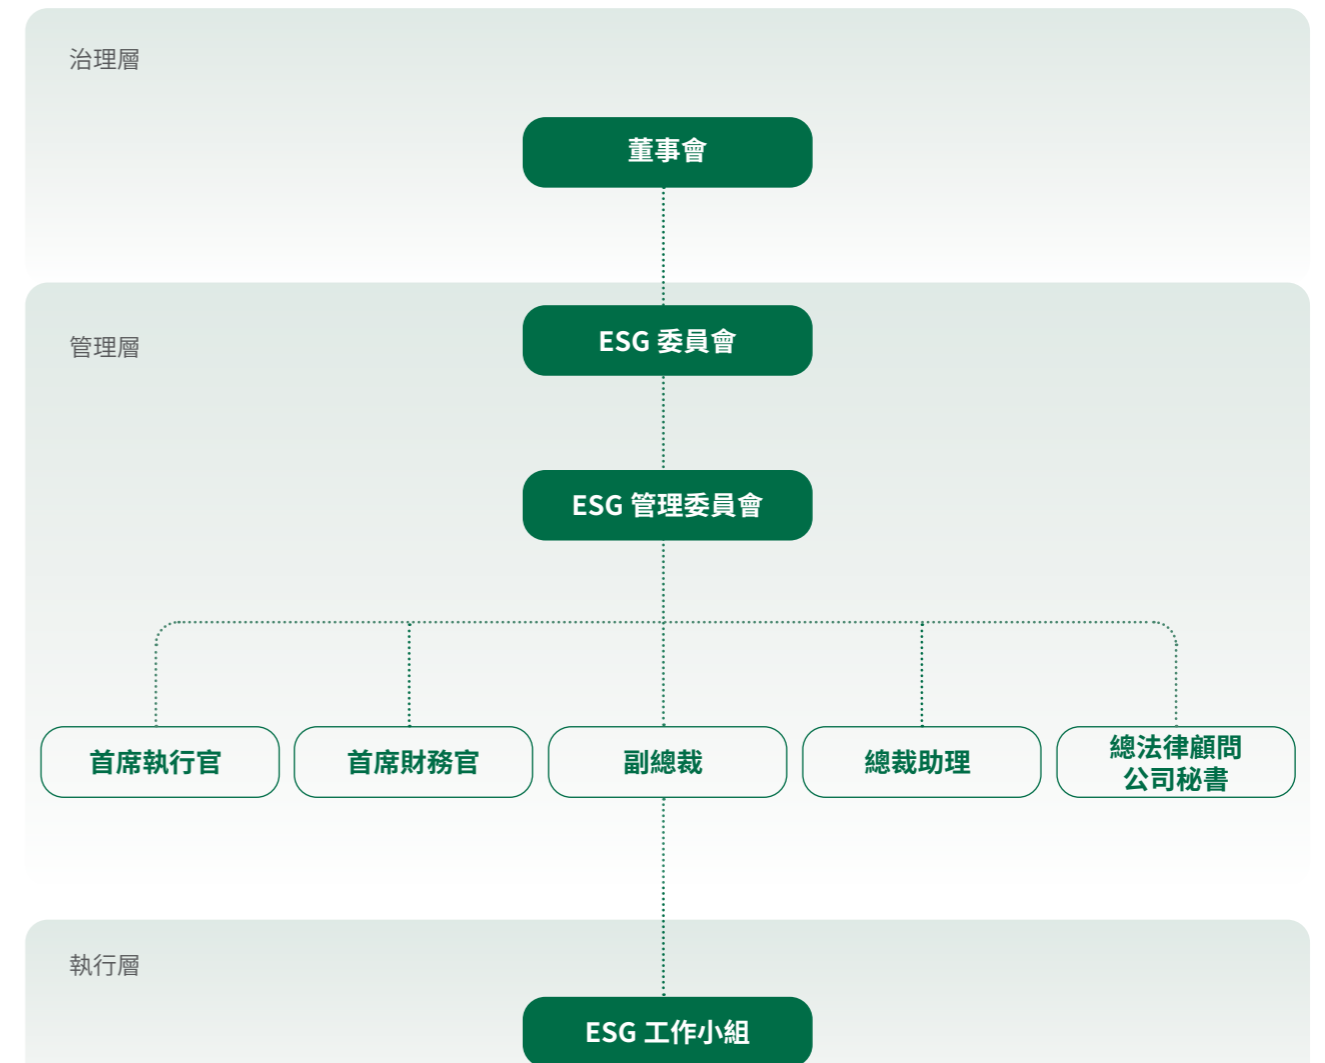 治理層
董事會
管理層
ESG 委員會
ESG 管理委員會
首席執行官
首席財務官
副總裁
總裁助理
總法律顧問
公司秘書
執行層
ESG 工作小組